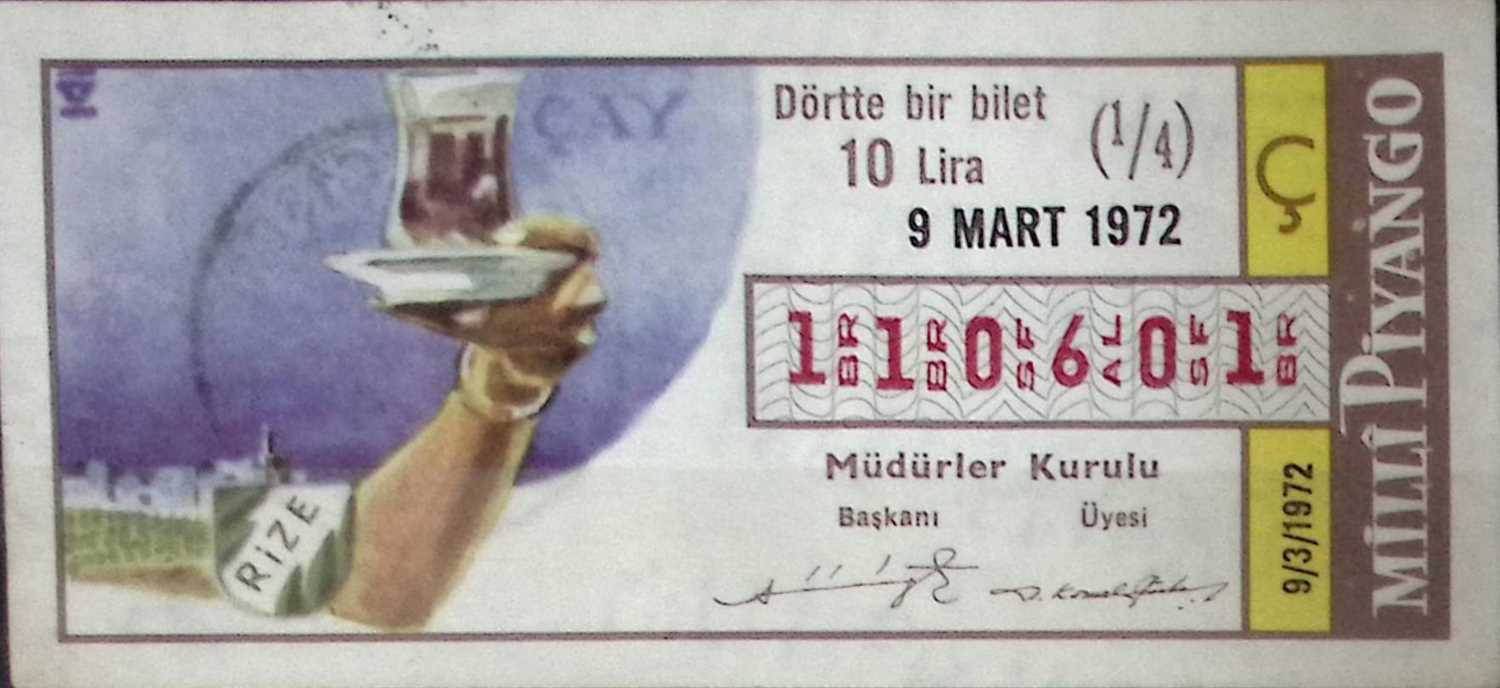 ÇAY
RİZE
Dörtte bir bilet
10 Lira (1/4)
9 MART 1972
1 BR 1 BR 0 SF 6 AL 0 SF 1 BR
Müdürler Kurulu
Başkanı Üyesi
Ç
9/3/1972
MİLLÎ PİYANGO